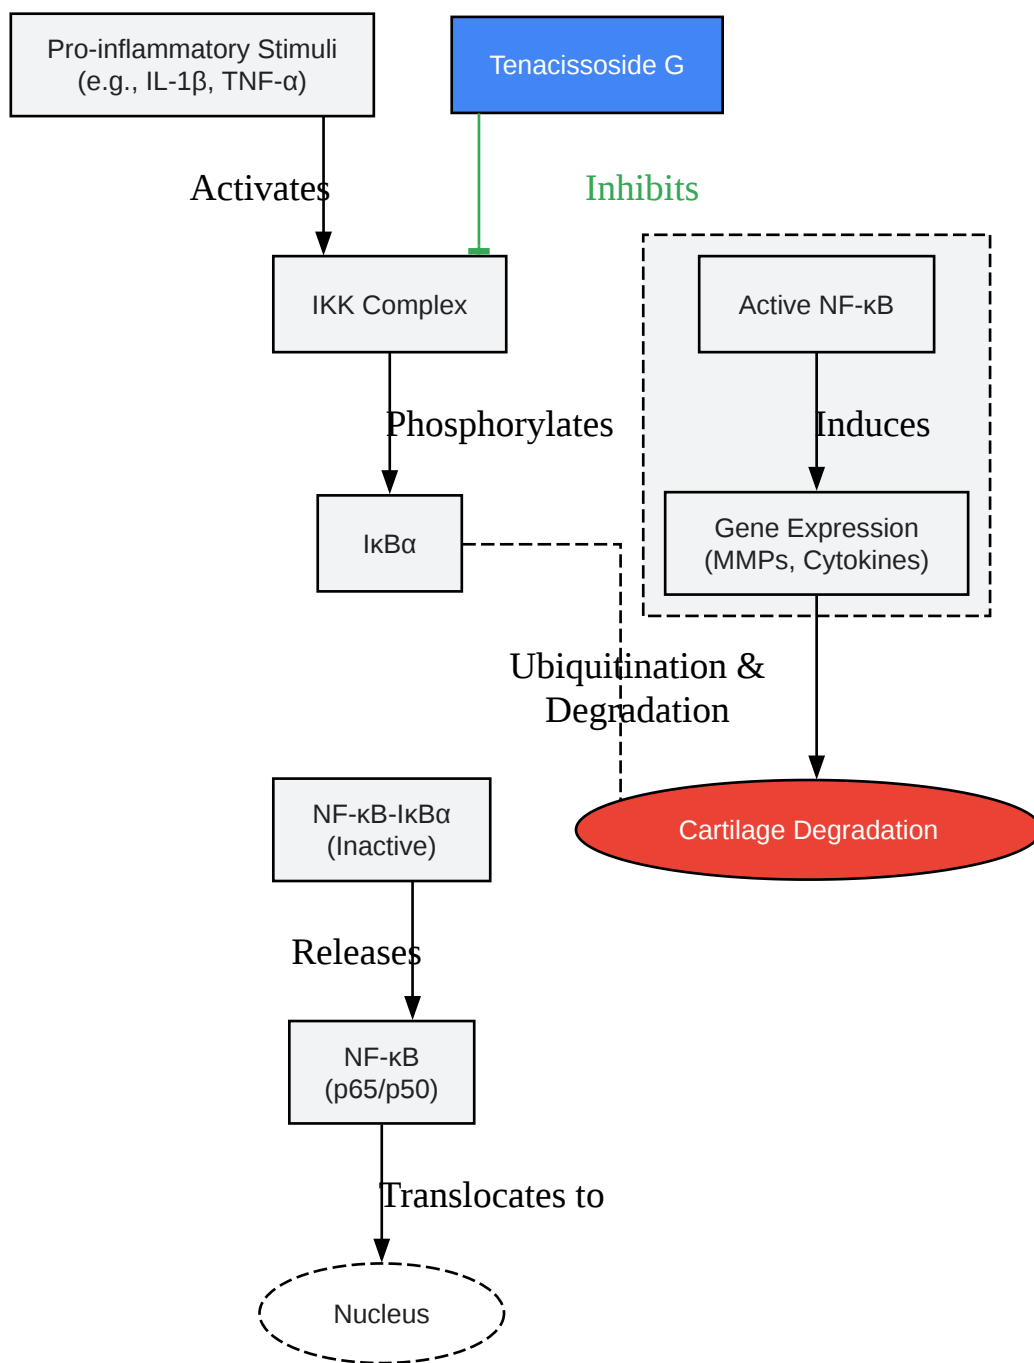 Pro-inflammatory Stimuli
(e.g., IL-1β, TNF-α)
Tenacissoside G
Activates
Inhibits
IKK Complex
Active NF-κB
Phosphorylates
Induces
IκBα
Gene Expression
(MMPs, Cytokines)
Ubiquitination &
Degradation
NF-κB-IκBα
(Inactive)
Cartilage Degradation
Releases
NF-κB
(p65/p50)
Translocates to
Nucleus